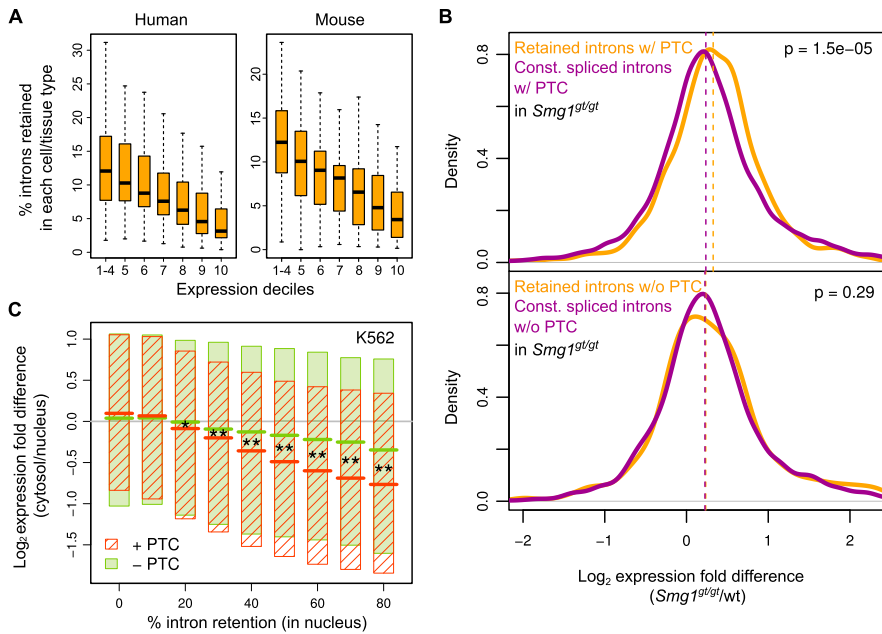 A
Human
Mouse
% introns retained
in each cell/tissue type
30
25
20
15
10
5
0
20
15
10
5
0
1-4 5 6 7 8 9 10
1-4 5 6 7 8 9 10
Expression deciles
B
Retained introns w/ PTC
Const. spliced introns
w/ PTC
in Smg1gt/gt
p = 1.5e−05
Density
0.8
0.4
0.0
Retained introns w/o PTC
Const. spliced introns
w/o PTC
in Smg1gt/gt
p = 0.29
Density
0.8
0.4
0.0
−2 −1 0 1 2
Log2 expression fold difference
(Smg1gt/gt/wt)
C
K562
Log2 expression fold difference
(cytosol/nucleus)
1.0
0.5
0.0
−0.5
−1.0
−1.5
* ** ** ** ** ** **
+ PTC
− PTC
0 20 40 60 80
% intron retention (in nucleus)